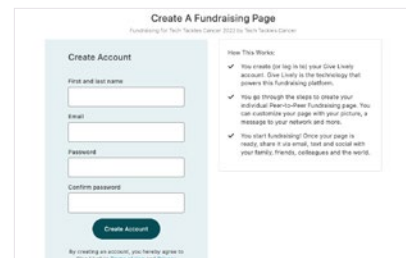 Create A Fundraising Page
Fundraising for Tech Tackles Cancer 2022 by Tech Tackles Cancer
Create Account
First and last name
Email
Password
Confirm password
Create Account
By creating an account, you hereby agree to
How This Works:
You create (or log in to) your Give Lively
account. Give Lively is the technology that
powers this fundraising platform.
You go through the steps to create your
individual Peer-to-Peer Fundraising page. You
can customize your page with your picture, a
message to your network and more.
You start fundraising! Once your page is
ready, share it via email, text and social with
your family, friends, colleagues and the world.